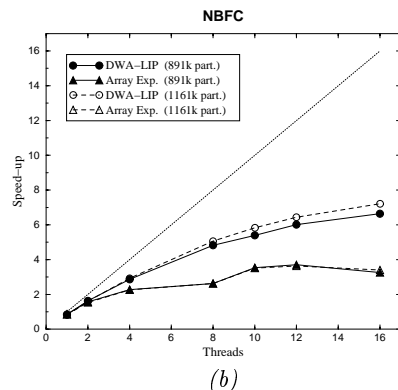 NBFC
16
14
12
10
8
6
4
2
0
Speed–up
DWA–LIP (891k part.)
Array Exp. (891k part.)
DWA–LIP (1161k part.)
Array Exp. (1161k part.)
0 2 4 6 8 10 12 14 16
Threads
(b)